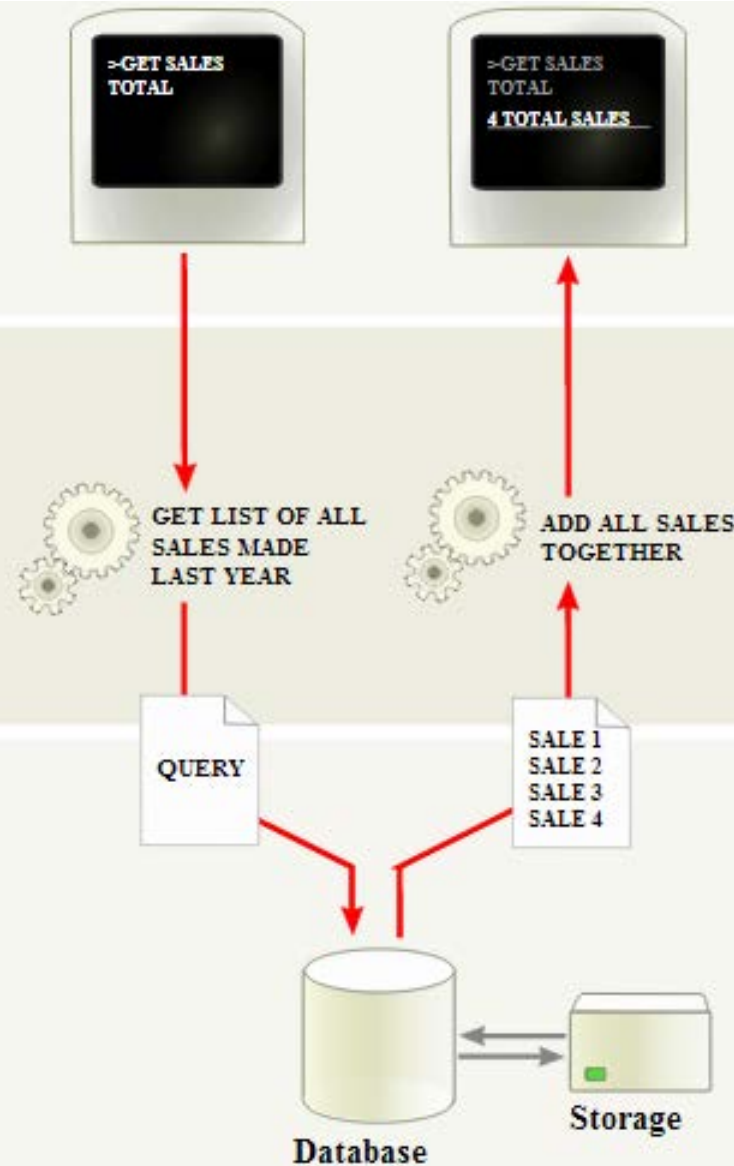 >GET SALES
TOTAL
>GET SALES
TOTAL
4 TOTAL SALES
GET LIST OF ALL
SALES MADE
LAST YEAR
ADD ALL SALES
TOGETHER
QUERY
SALE 1
SALE 2
SALE 3
SALE 4
Database
Storage